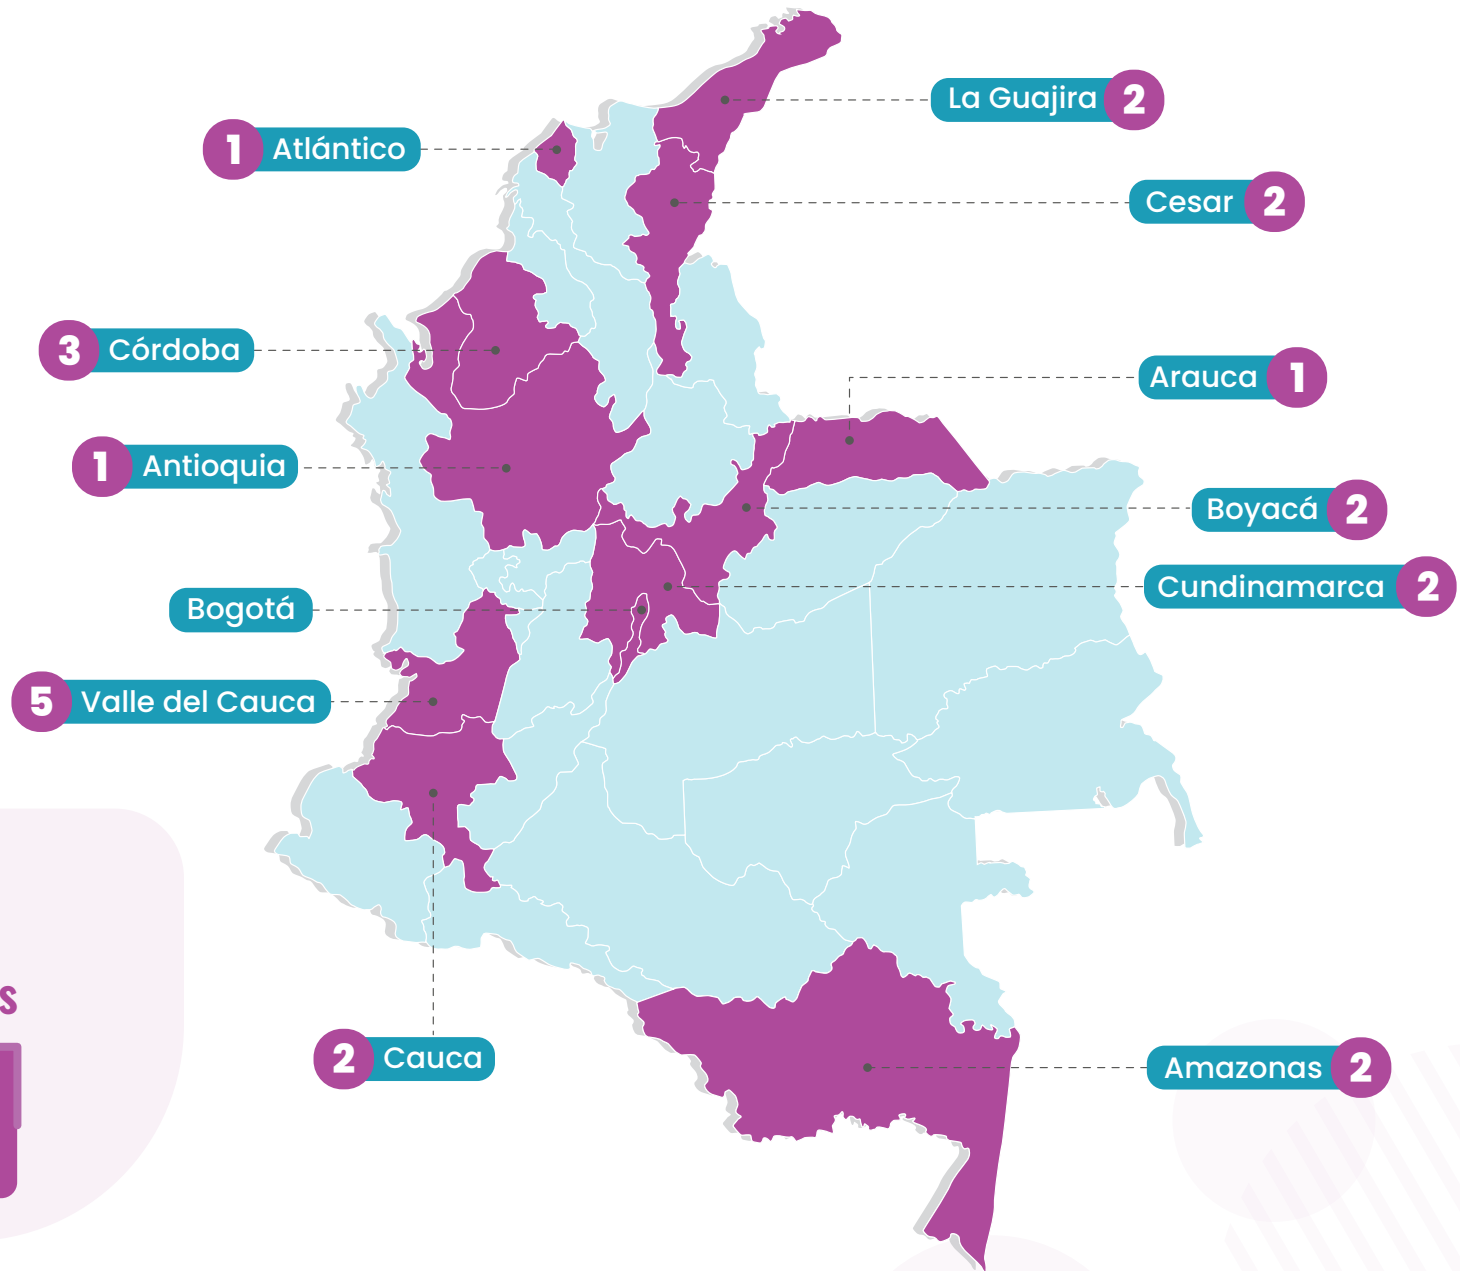 La Guajira 2
1 Atlántico
Cesar 2
3 Córdoba
Arauca 1
1 Antioquia
Boyacá 2
Cundinamarca 2
Bogotá
5 Valle del Cauca
s
2 Cauca
Amazonas 2